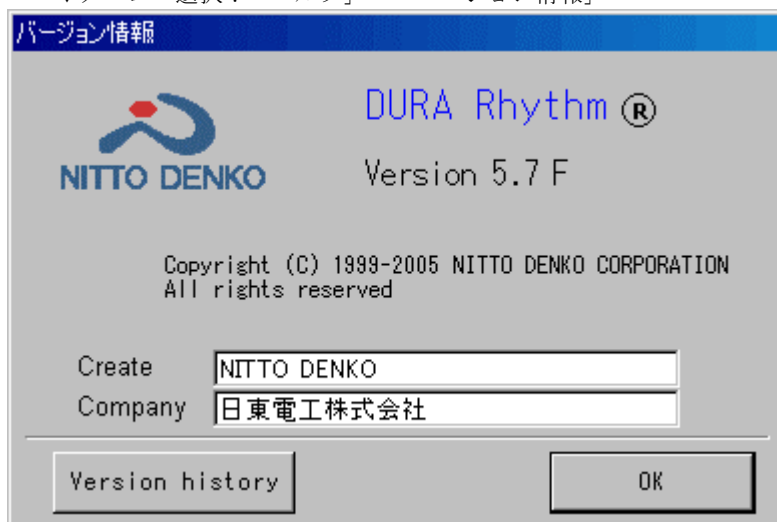 バージョン情報
DURA Rhythm ®
NITTO DENKO
Version 5.7 F
Copyright (C) 1999-2005 NITTO DENKO CORPORATION
All rights reserved
Create NITTO DENKO
Company 日東電工株式会社
Version history OK